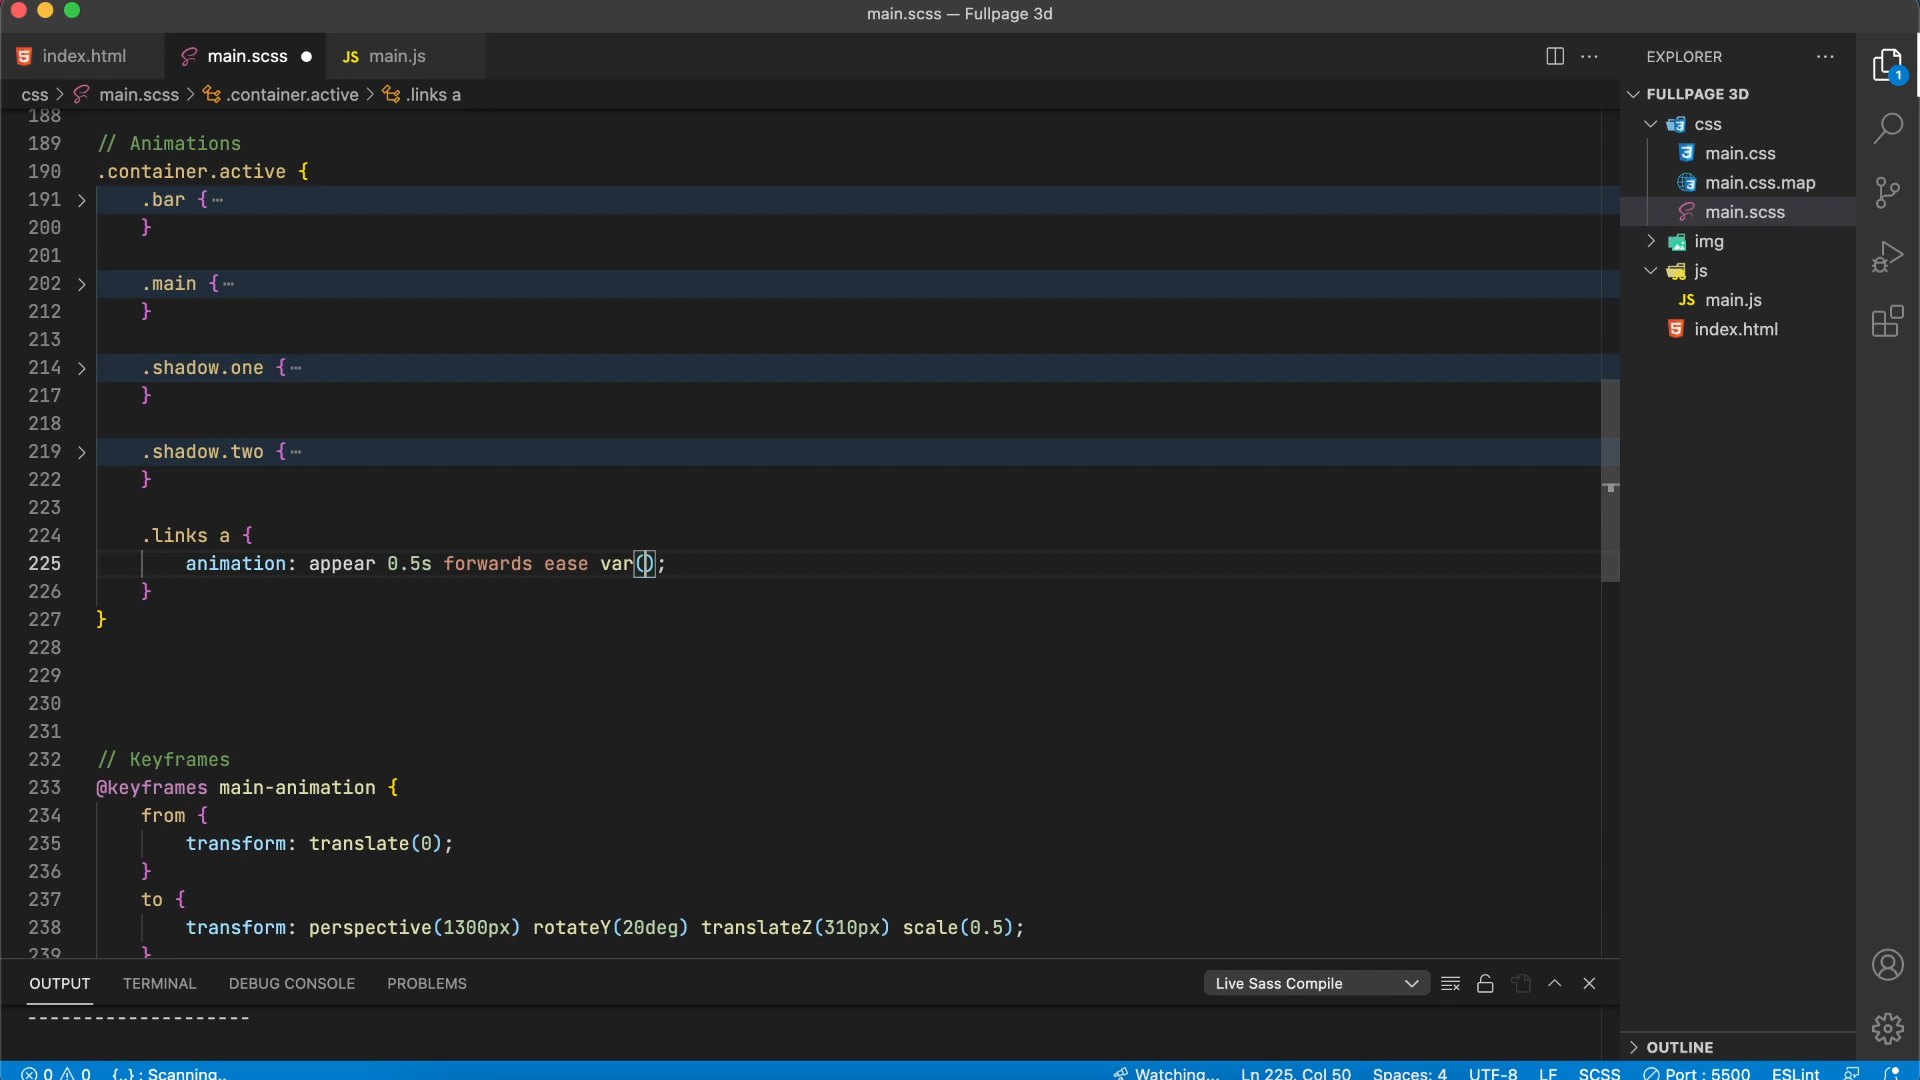 main.scss — Fullpage 3d
index.html
main.scss
JS main.js
EXPLORER
css > main.scss > .container.active > .links a
FULLPAGE 3D
css
main.css
main.css.map
main.scss
img
js
JS main.js
index.html
188
189 // Animations
190 .container.active {
191 .bar {⋯
200 }
201
202 .main {⋯
212 }
213
214 .shadow.one {⋯
217 }
218
219 .shadow.two {⋯
222 }
223
224 .links a {
225 animation: appear 0.5s forwards ease var();
226 }
227 }
228
229
230
231
232 // Keyframes
233 @keyframes main-animation {
234 from {
235 transform: translate(0);
236 }
237 to {
238 transform: perspective(1300px) rotateY(20deg) translateZ(310px) scale(0.5);
239 }
OUTPUT TERMINAL DEBUG CONSOLE PROBLEMS
Live Sass Compile
--------------------
OUTLINE
0 0 {..} : Scanning..
Watching... Ln 225, Col 50 Spaces: 4 UTF-8 LF SCSS Port : 5500 ESLint
1